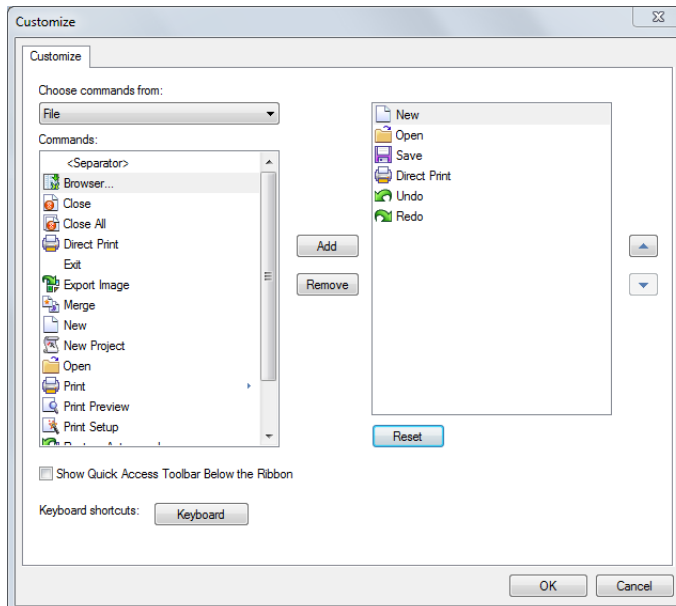 Customize
Customize
Choose commands from:
File
Commands:
<Separator>
Browser...
Close
Close All
Direct Print
Exit
Export Image
Merge
New
New Project
Open
Print
Print Preview
Print Setup
Add
Remove
New
Open
Save
Direct Print
Undo
Redo
Reset
Show Quick Access Toolbar Below the Ribbon
Keyboard shortcuts:
Keyboard
OK
Cancel